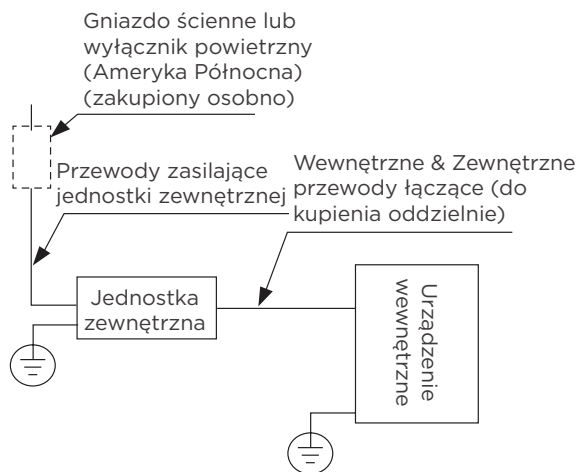 Gniazdo ścienne lub
wyłącznik powietrzny
(Ameryka Północna)
(zakupiony osobno)
Przewody zasilające
jednostki zewnętrznej
Wewnętrzne & Zewnętrzne
przewody łączące (do
kupienia oddzielnie)
Jednostka
zewnętrzna
Urządzenie
wewnętrzne